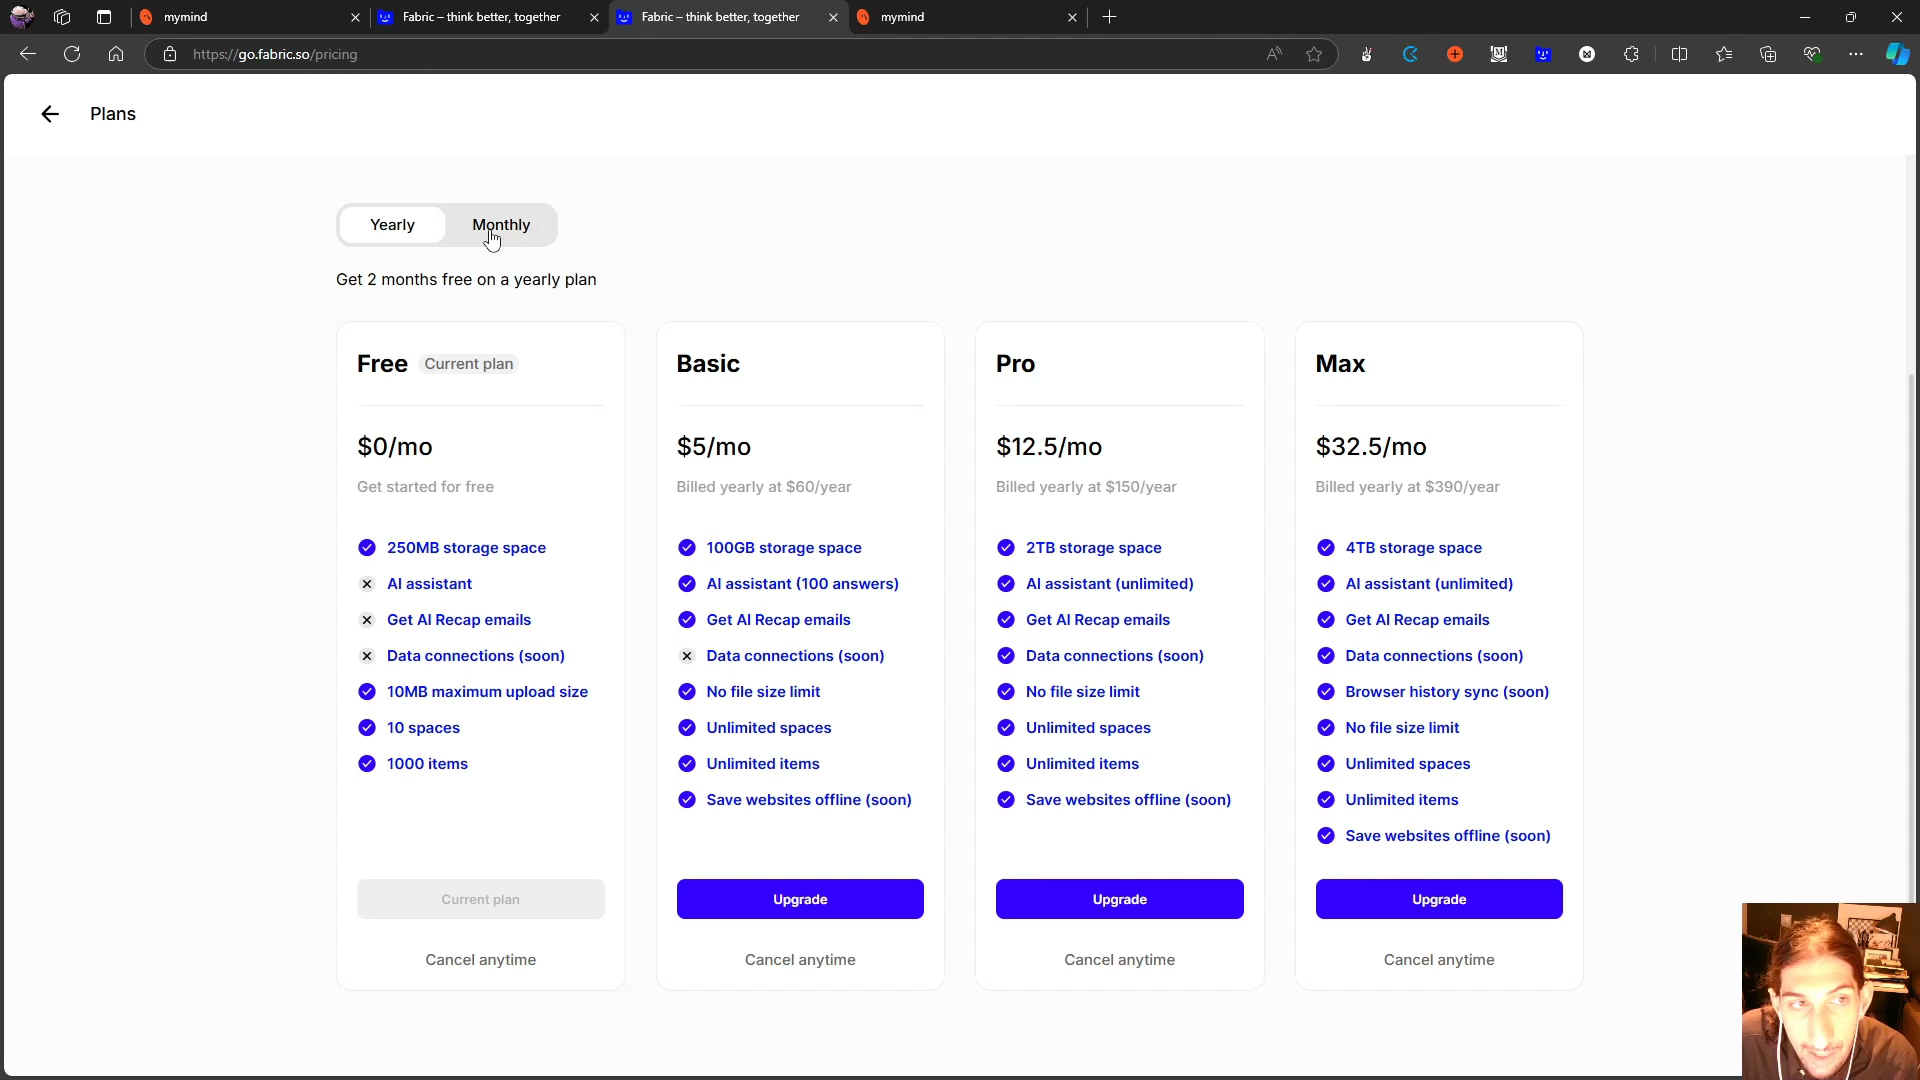 mymind
Fabric – think better, together
Fabric – think better, together
mymind
https://go.fabric.so/pricing
Plans
Yearly
Monthly
Get 2 months free on a yearly plan
Free
Current plan
$0/mo
Get started for free
250MB storage space
AI assistant
Get AI Recap emails
Data connections (soon)
10MB maximum upload size
10 spaces
1000 items
Current plan
Cancel anytime
Basic
$5/mo
Billed yearly at $60/year
100GB storage space
AI assistant (100 answers)
Get AI Recap emails
Data connections (soon)
No file size limit
Unlimited spaces
Unlimited items
Save websites offline (soon)
Upgrade
Cancel anytime
Pro
$12.5/mo
Billed yearly at $150/year
2TB storage space
AI assistant (unlimited)
Get AI Recap emails
Data connections (soon)
No file size limit
Unlimited spaces
Unlimited items
Save websites offline (soon)
Upgrade
Cancel anytime
Max
$32.5/mo
Billed yearly at $390/year
4TB storage space
AI assistant (unlimited)
Get AI Recap emails
Data connections (soon)
Browser history sync (soon)
No file size limit
Unlimited spaces
Unlimited items
Save websites offline (soon)
Upgrade
Cancel anytime